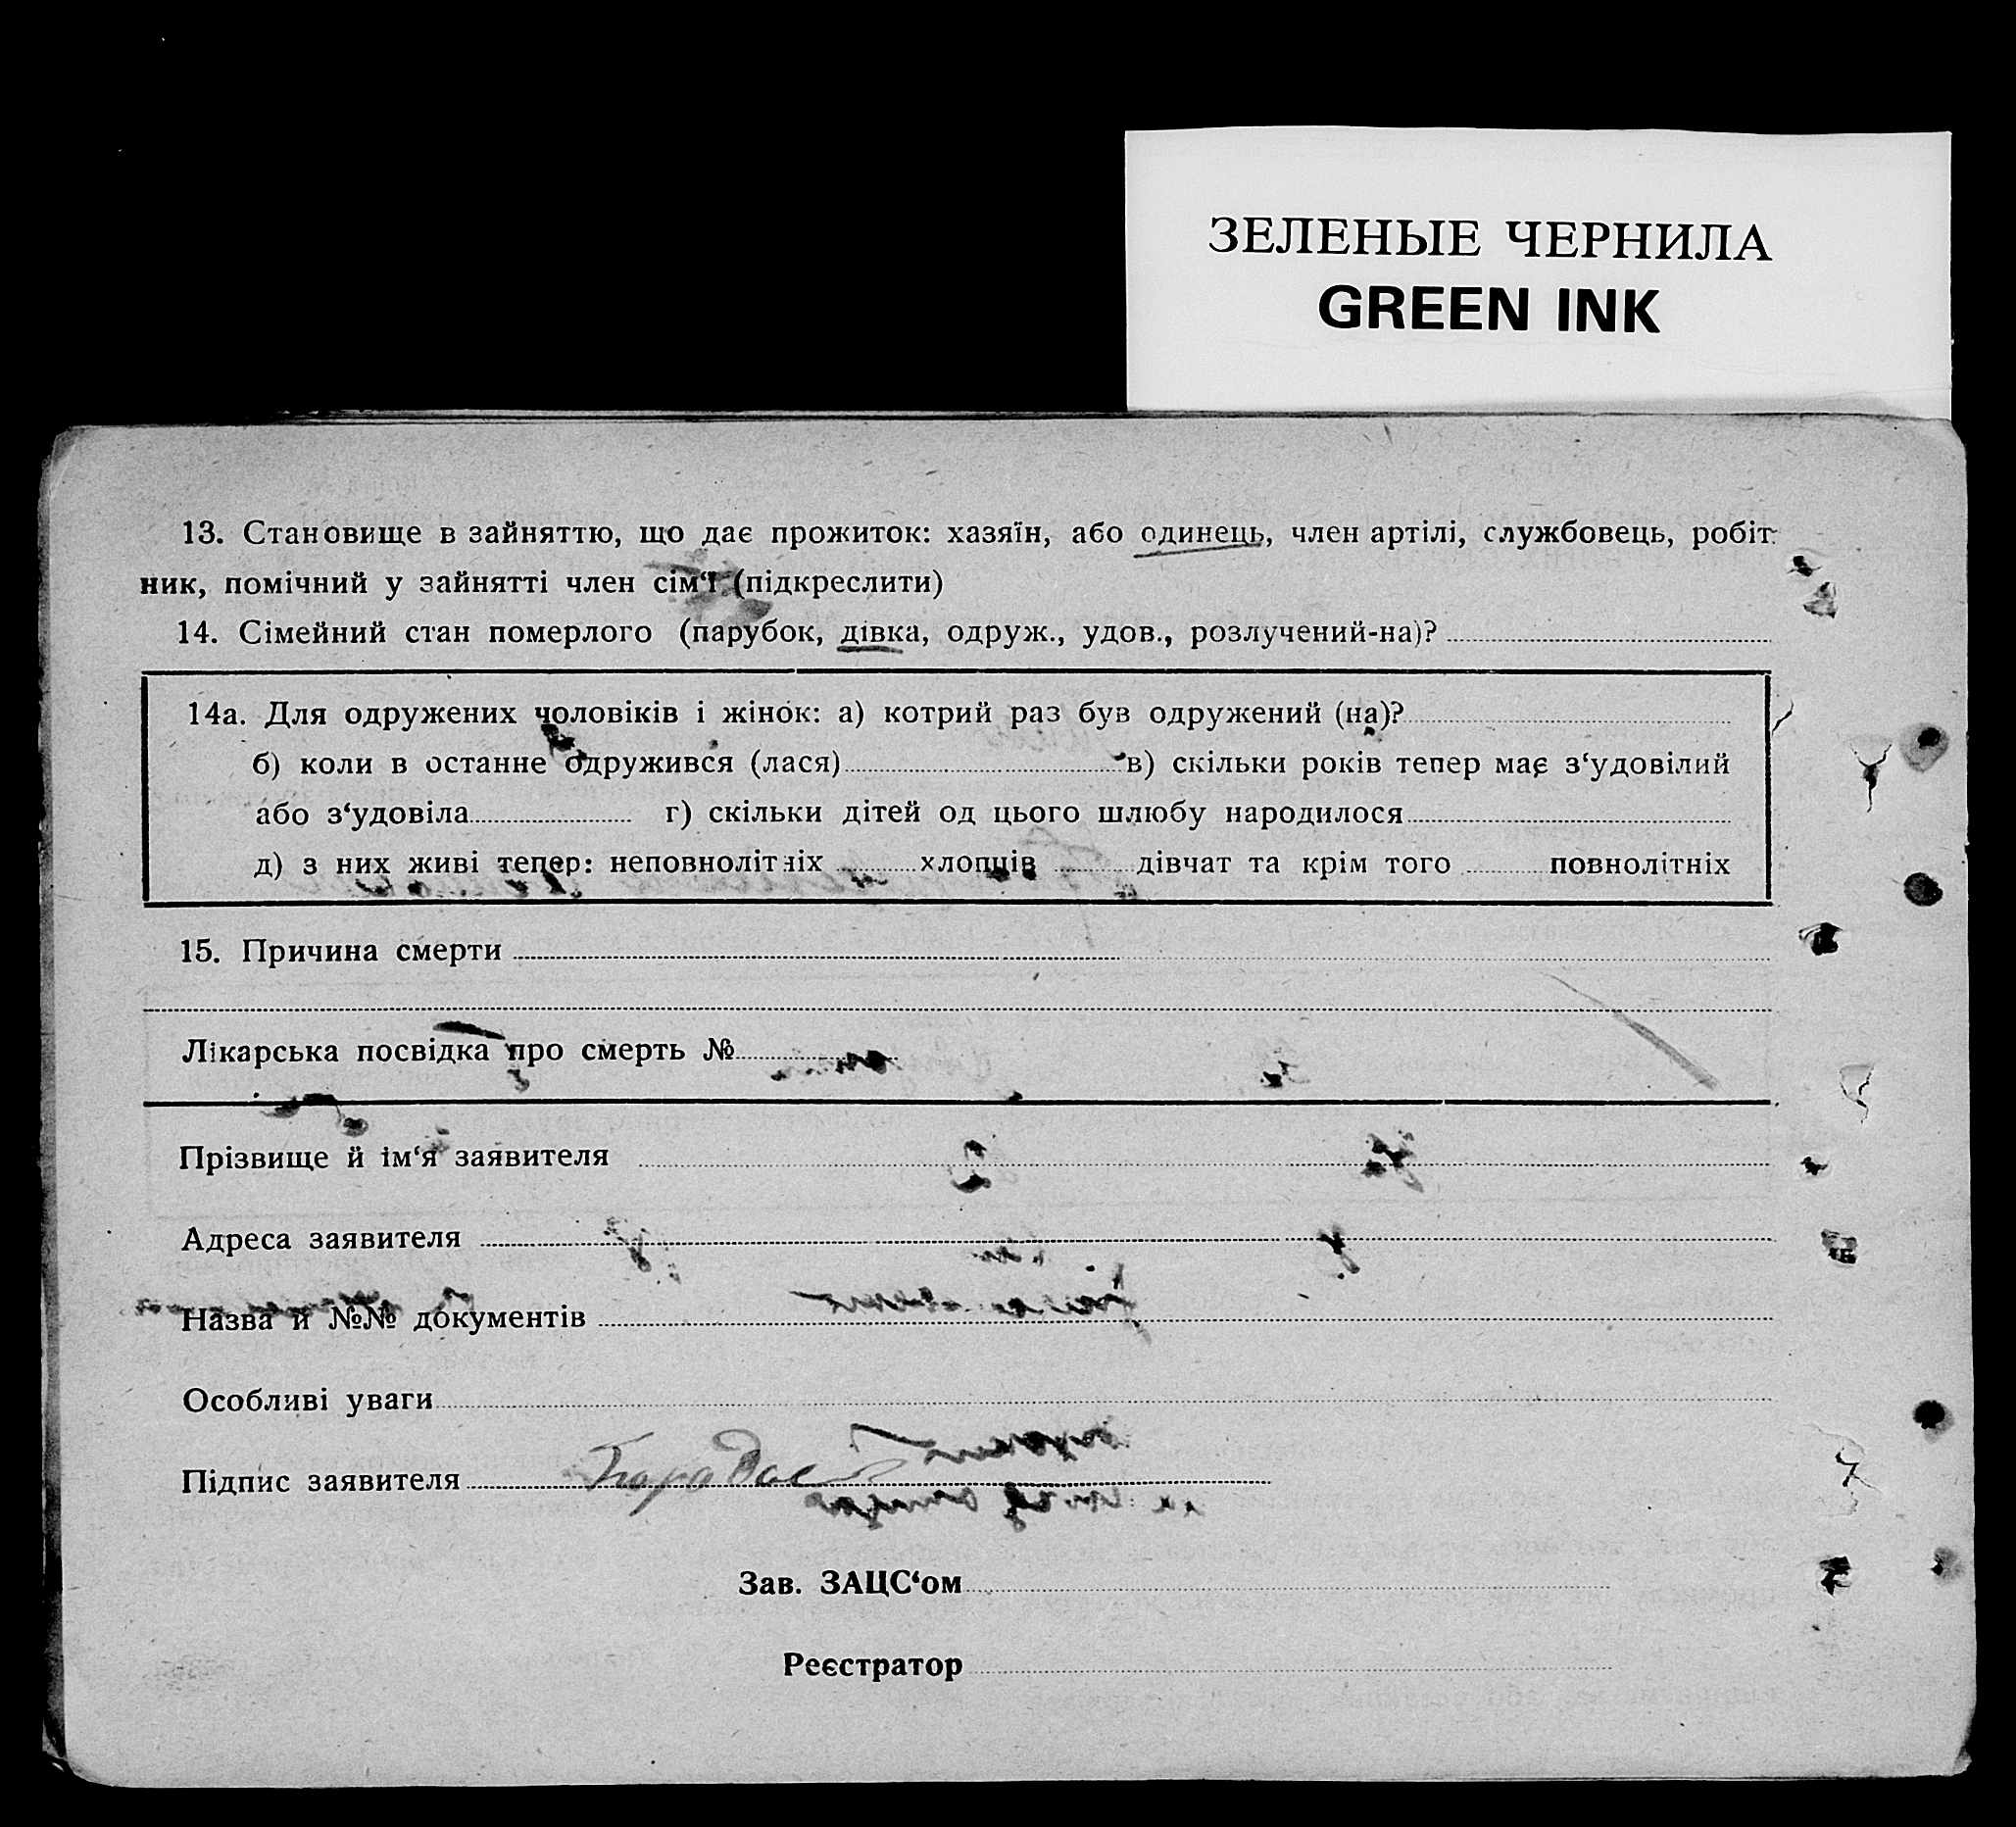 ЗЕЛЕНЫЕ ЧЕРНИЛА
GREEN INK
13. Становище в зайняттю, що дає прожиток: хазяїн, або одинець, член артілі, службовець, робіт-
ник, помічний у зайнятті член сім‘ї (підкреслити)
14. Сімейний стан померлого (парубок, дівка, одруж., удов., розлучений-на)?
14а. Для одружених чоловіків і жінок: а) котрий раз був одружений (на)?
б) коли в останне одружився (лася) в) скільки років тепер має з‘удовілий
або з‘удовіла г) скільки дітей од цього шлюбу народилося
д) з них живі тепер: неповнолітніх хлопців дівчат та крім того повнолітніх
15. Причина смерти
Лікарська посвідка про смерть №
Прізвище й ім‘я заявителя
Адреса заявителя
Назва й №№ документів
Особливі уваги
Підпис заявителя
Зав. ЗАЦС‘ом
Реєстратор